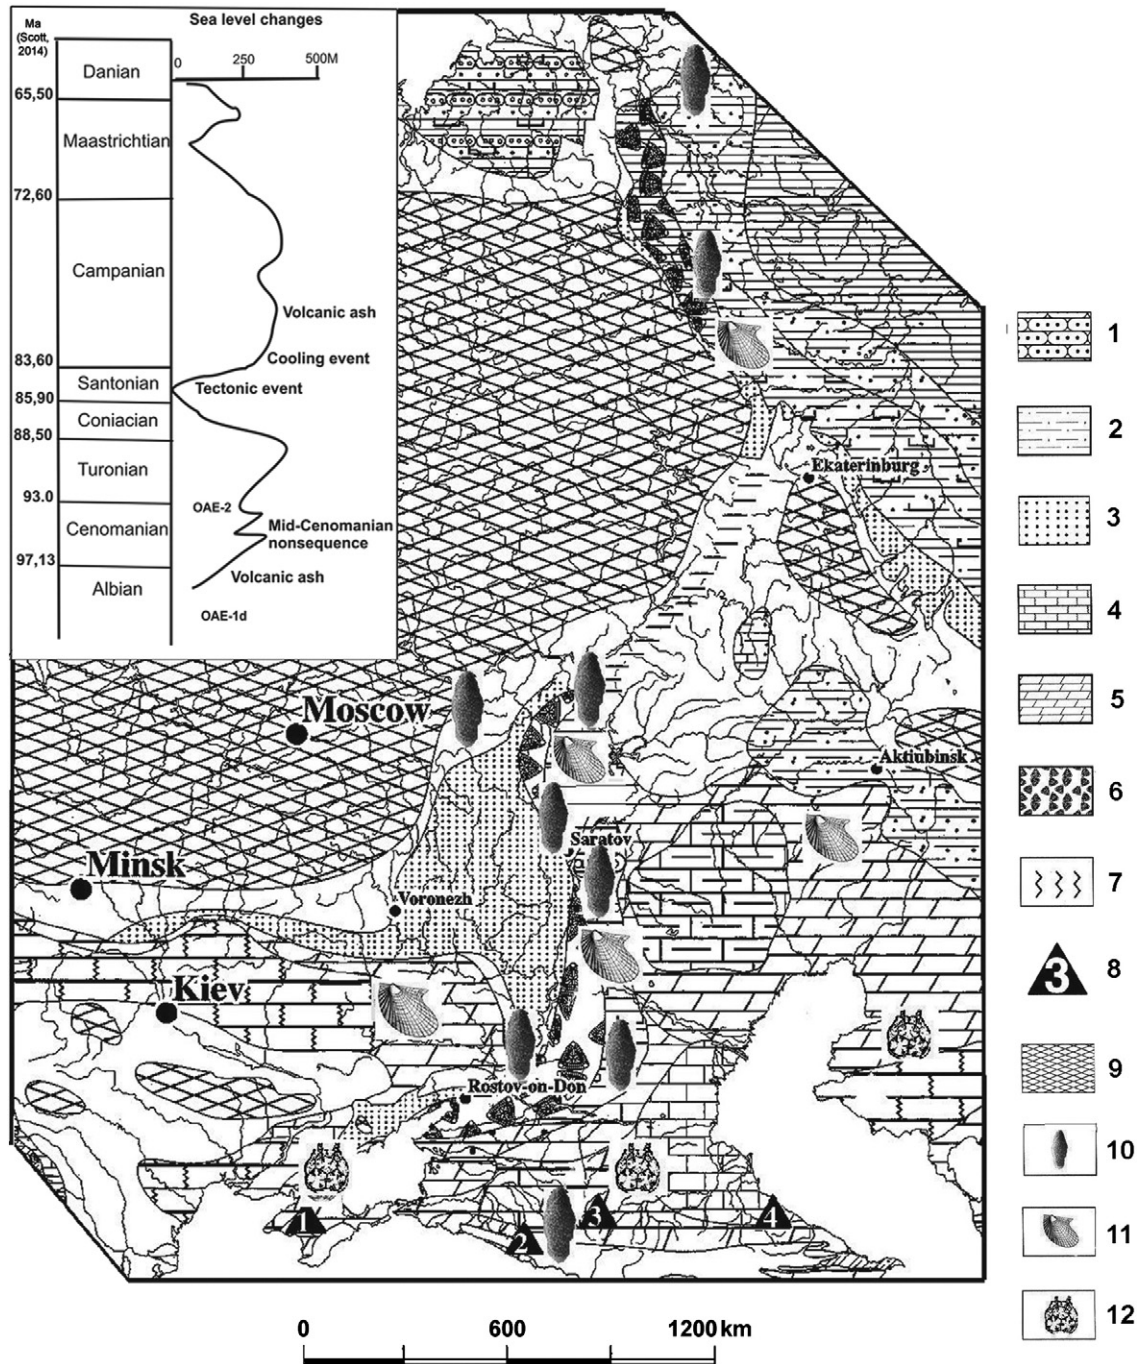 Ma
(Scott,
2014)
Sea level changes
0 250 500M
Danian
65,50
Maastrichtian
72,60
Campanian
Volcanic ash
Cooling event
83,60
Santonian
Tectonic event
85,90
Coniacian
88,50
Turonian
93.0
OAE-2
Cenomanian
Mid-Cenomanian
nonsequence
97,13
Volcanic ash
Albian
OAE-1d
Ekaterinburg
Moscow
Aktiubinsk
Saratov
Minsk
Voronezh
Kiev
Rostov-on-Don
1
2
3
4
0 600 1200 km
1
2
3
4
5
6
7
3 8
9
10
11
12